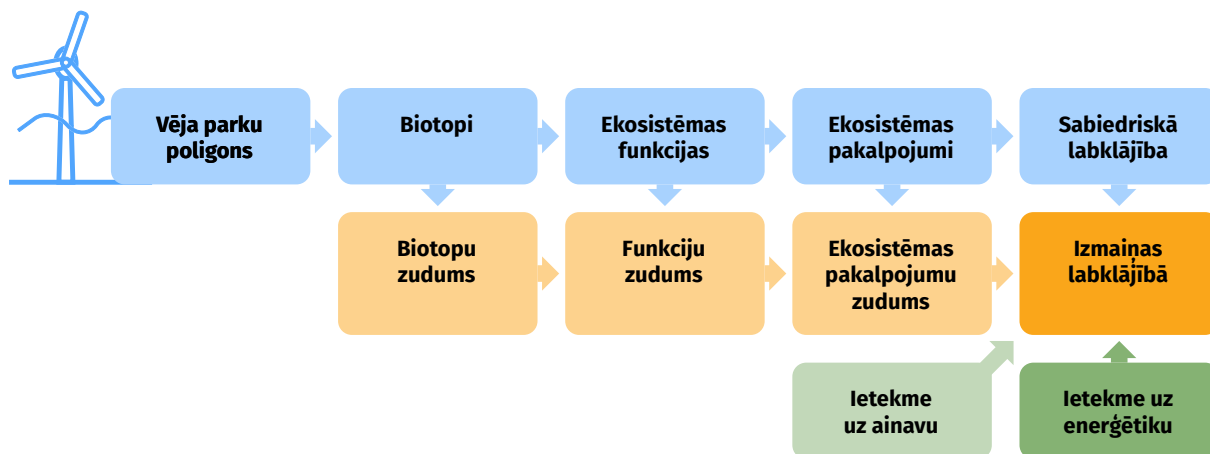 Vēja parku
poligons
Biotopi
Ekosistēmas
funkcijas
Ekosistēmas
pakalpojumi
Sabiedriskā
labklājība
Biotopu
zudums
Funkciju
zudums
Ekosistēmas
pakalpojumu
zudums
Izmaiņas
labklājībā
Ietekme
uz ainavu
Ietekme uz
enerģētiku